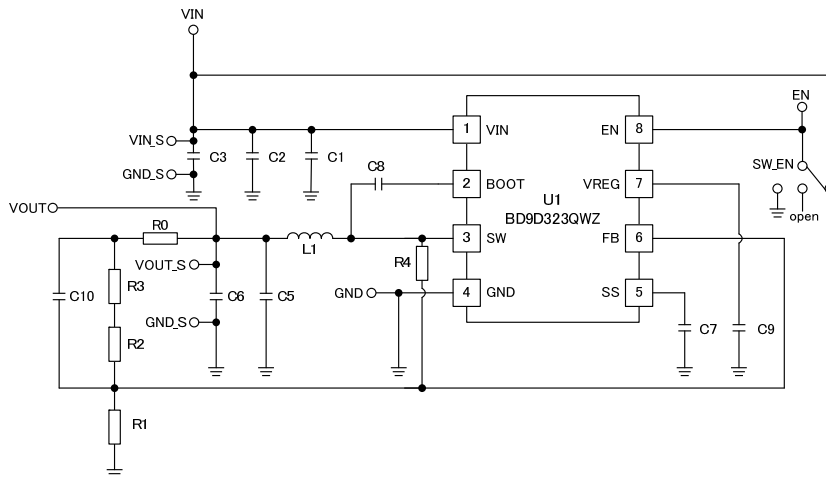 VIN
EN
VIN_S
GND_S
C3
C2
C1
1
VIN
EN
8
SW_EN
open
C8
2
BOOT
VREG
7
U1
BD9D323QWZ
VOUT
R0
L1
3
SW
FB
6
R4
VOUT_S
GND_S
C10
R3
R2
C6
C5
GND
4
GND
SS
5
C7
C9
R1